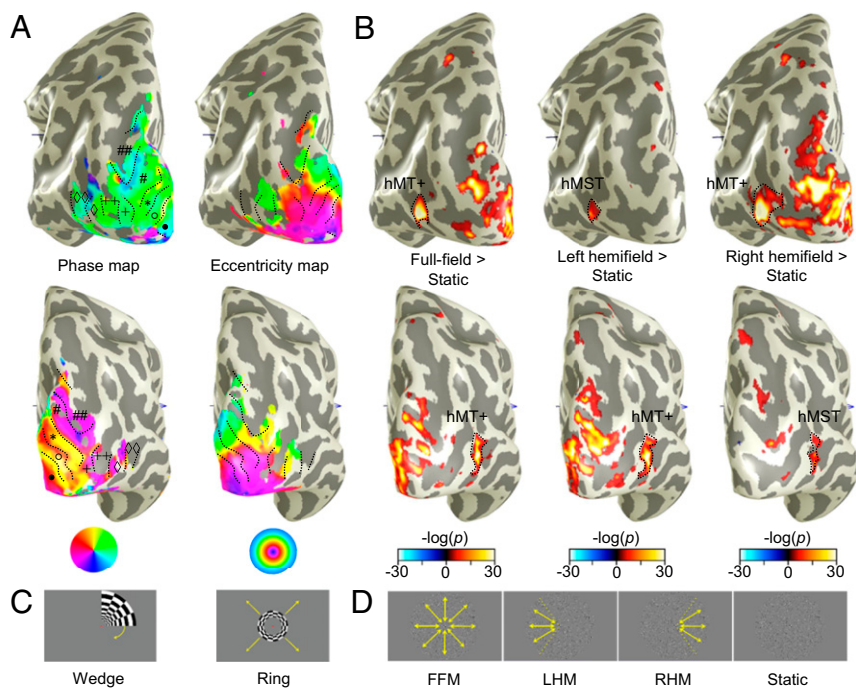 A
B
##
#
◊◊
◊
++
+
*
○
●
hMT+
hMST
hMT+
Phase map
Eccentricity map
Full-field >
Static
Left hemifield >
Static
Right hemifield >
Static
#
##
*
○
++
+
◊◊
◊
●
hMT+
hMT+
hMST
-log(p)
-log(p)
-log(p)
-30 0 30
-30 0 30
-30 0 30
C
D
Wedge
Ring
FFM
LHM
RHM
Static